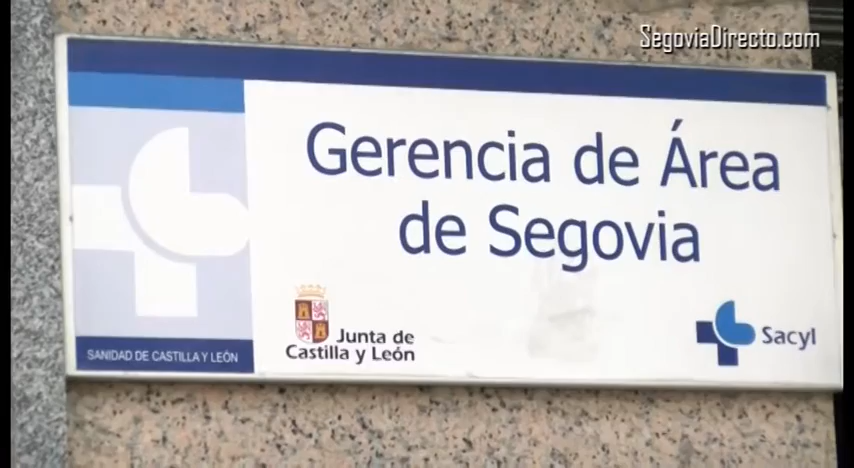 SegoviaDirecto.com
Gerencia de Área
de Segovia
Junta de
Castilla y León
Sacyl
SANIDAD DE CASTILLA Y LEÓN